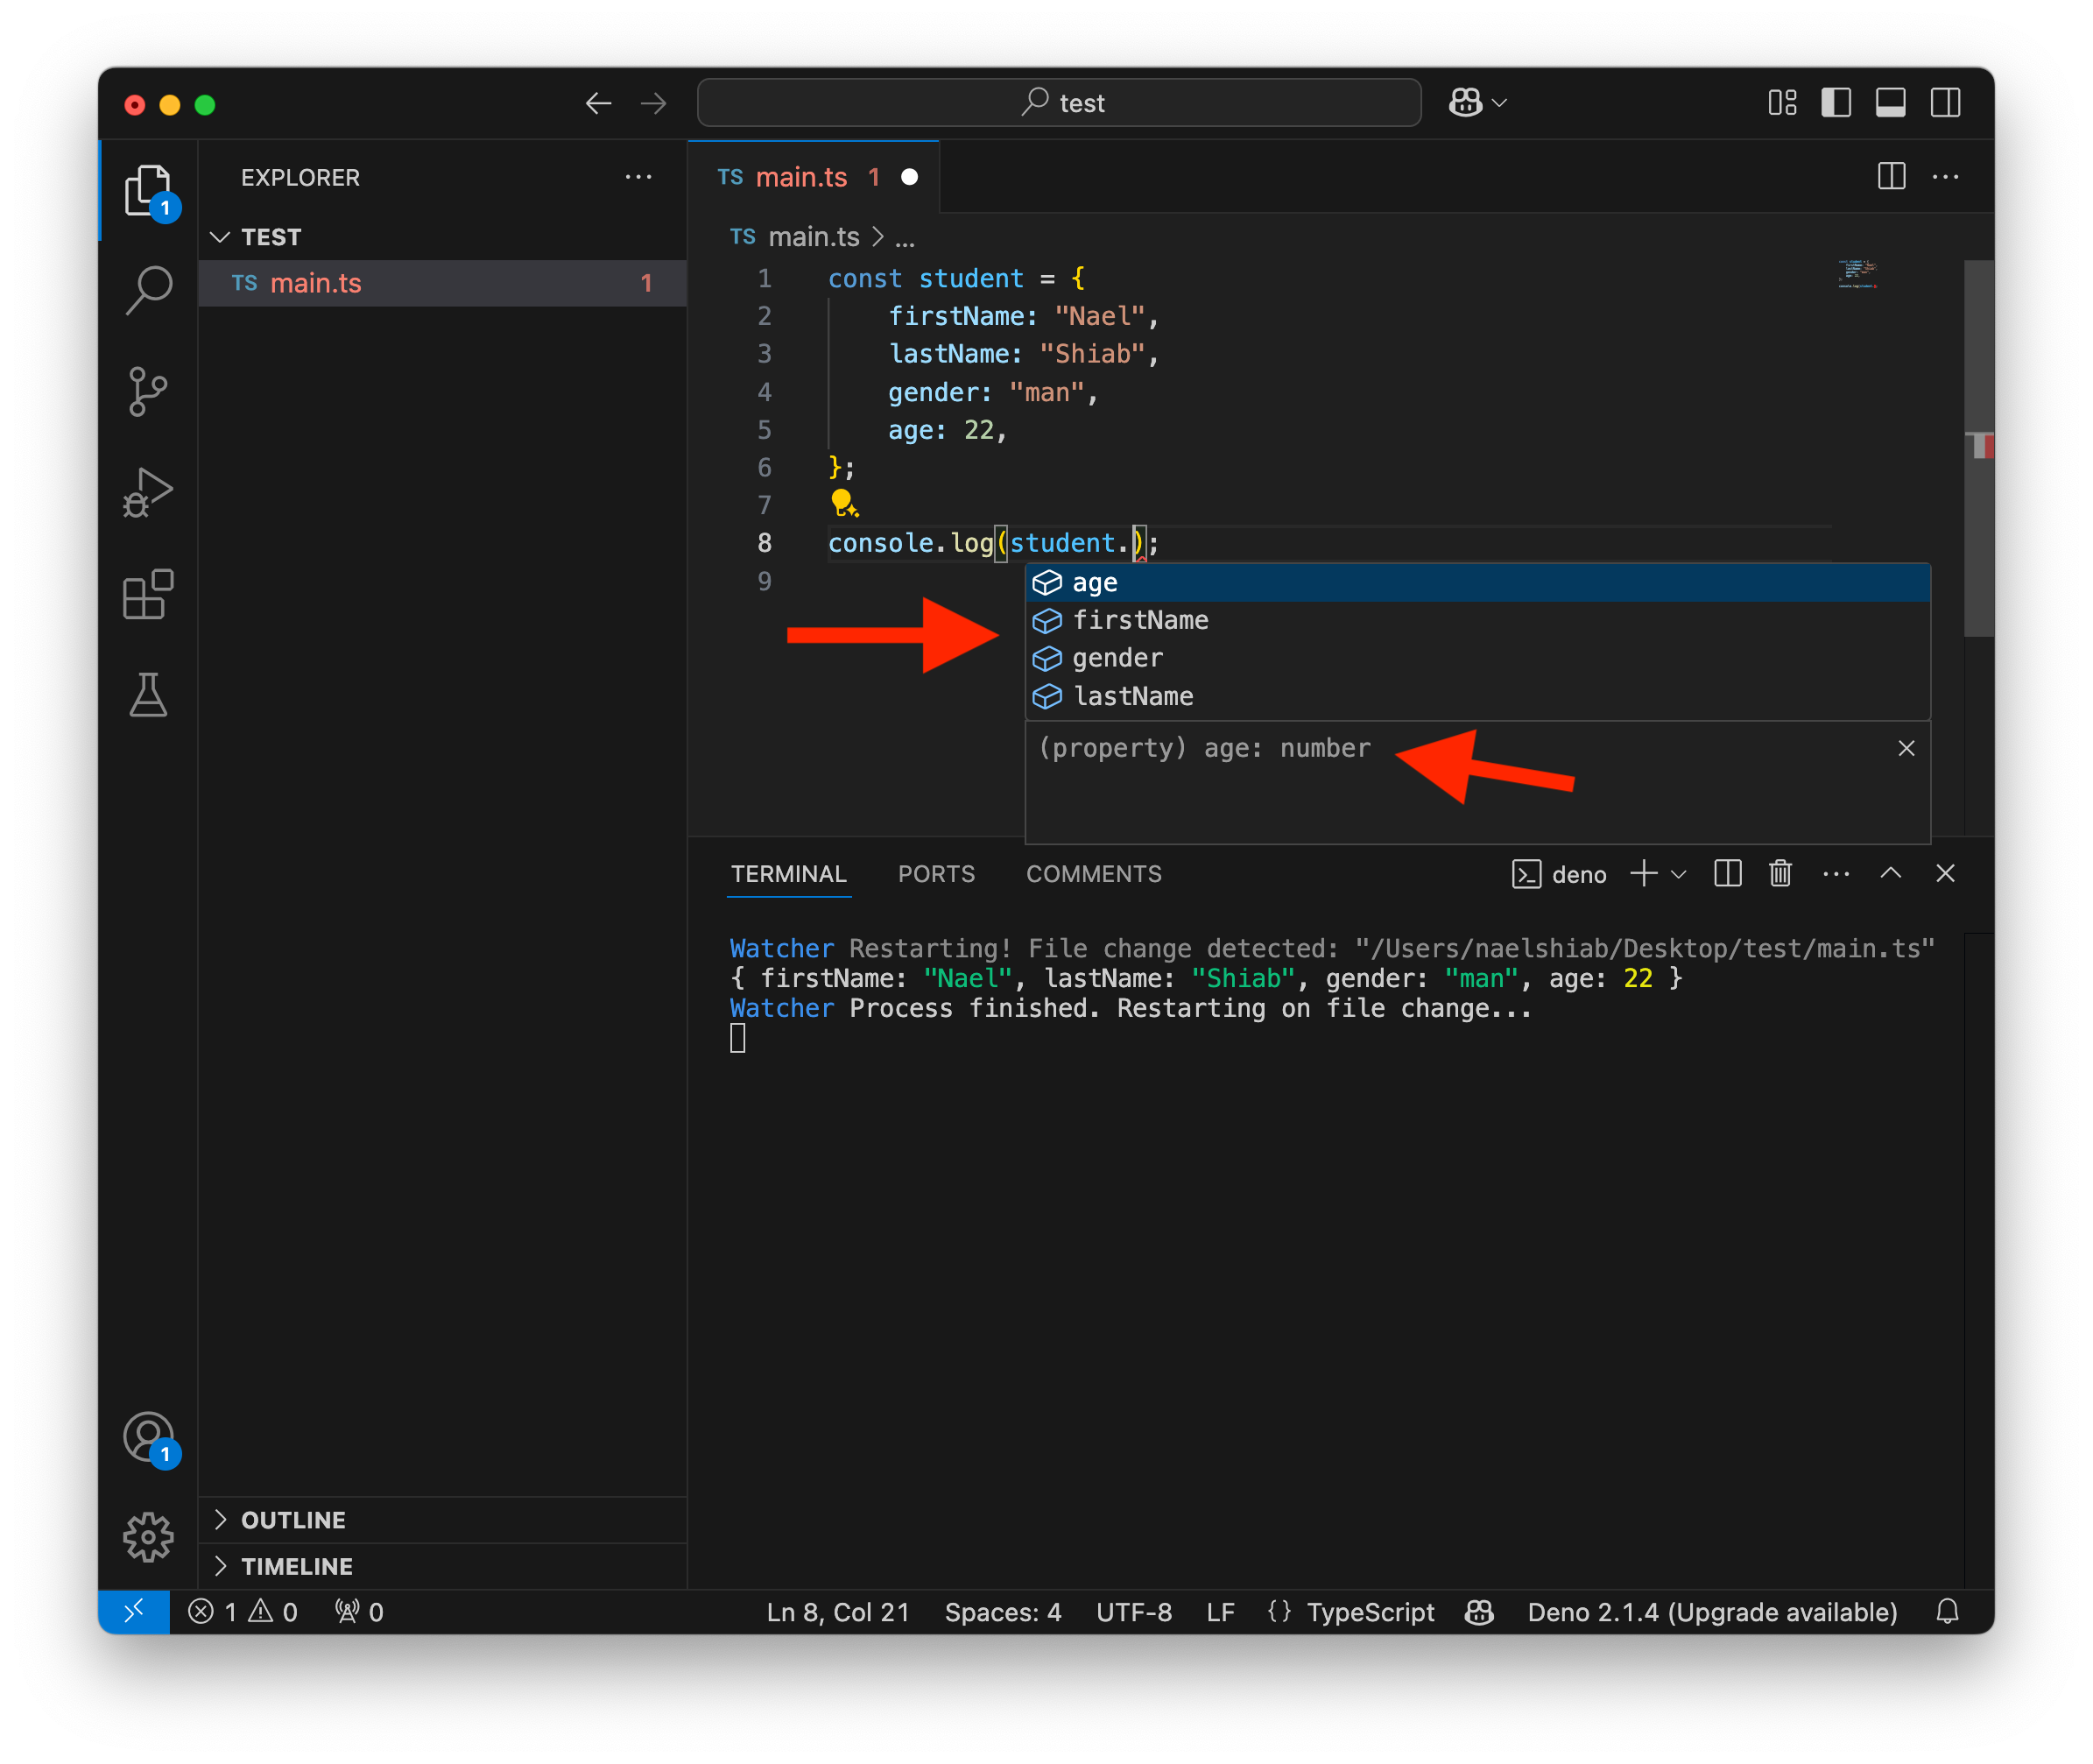 test
EXPLORER
TEST
TS main.ts 1
1
TS main.ts 1
TS main.ts > ...
1 const student = {
2 firstName: "Nael",
3 lastName: "Shiab",
4 gender: "man",
5 age: 22,
6 };
7
8 console.log(student.);
9
age
firstName
gender
lastName
(property) age: number
TERMINAL PORTS COMMENTS
deno
Watcher Restarting! File change detected: "/Users/naelshiab/Desktop/test/main.ts"
{ firstName: "Nael", lastName: "Shiab", gender: "man", age: 22 }
Watcher Process finished. Restarting on file change...
1
OUTLINE
TIMELINE
1 0 0
Ln 8, Col 21 Spaces: 4 UTF-8 LF {} TypeScript Deno 2.1.4 (Upgrade available)